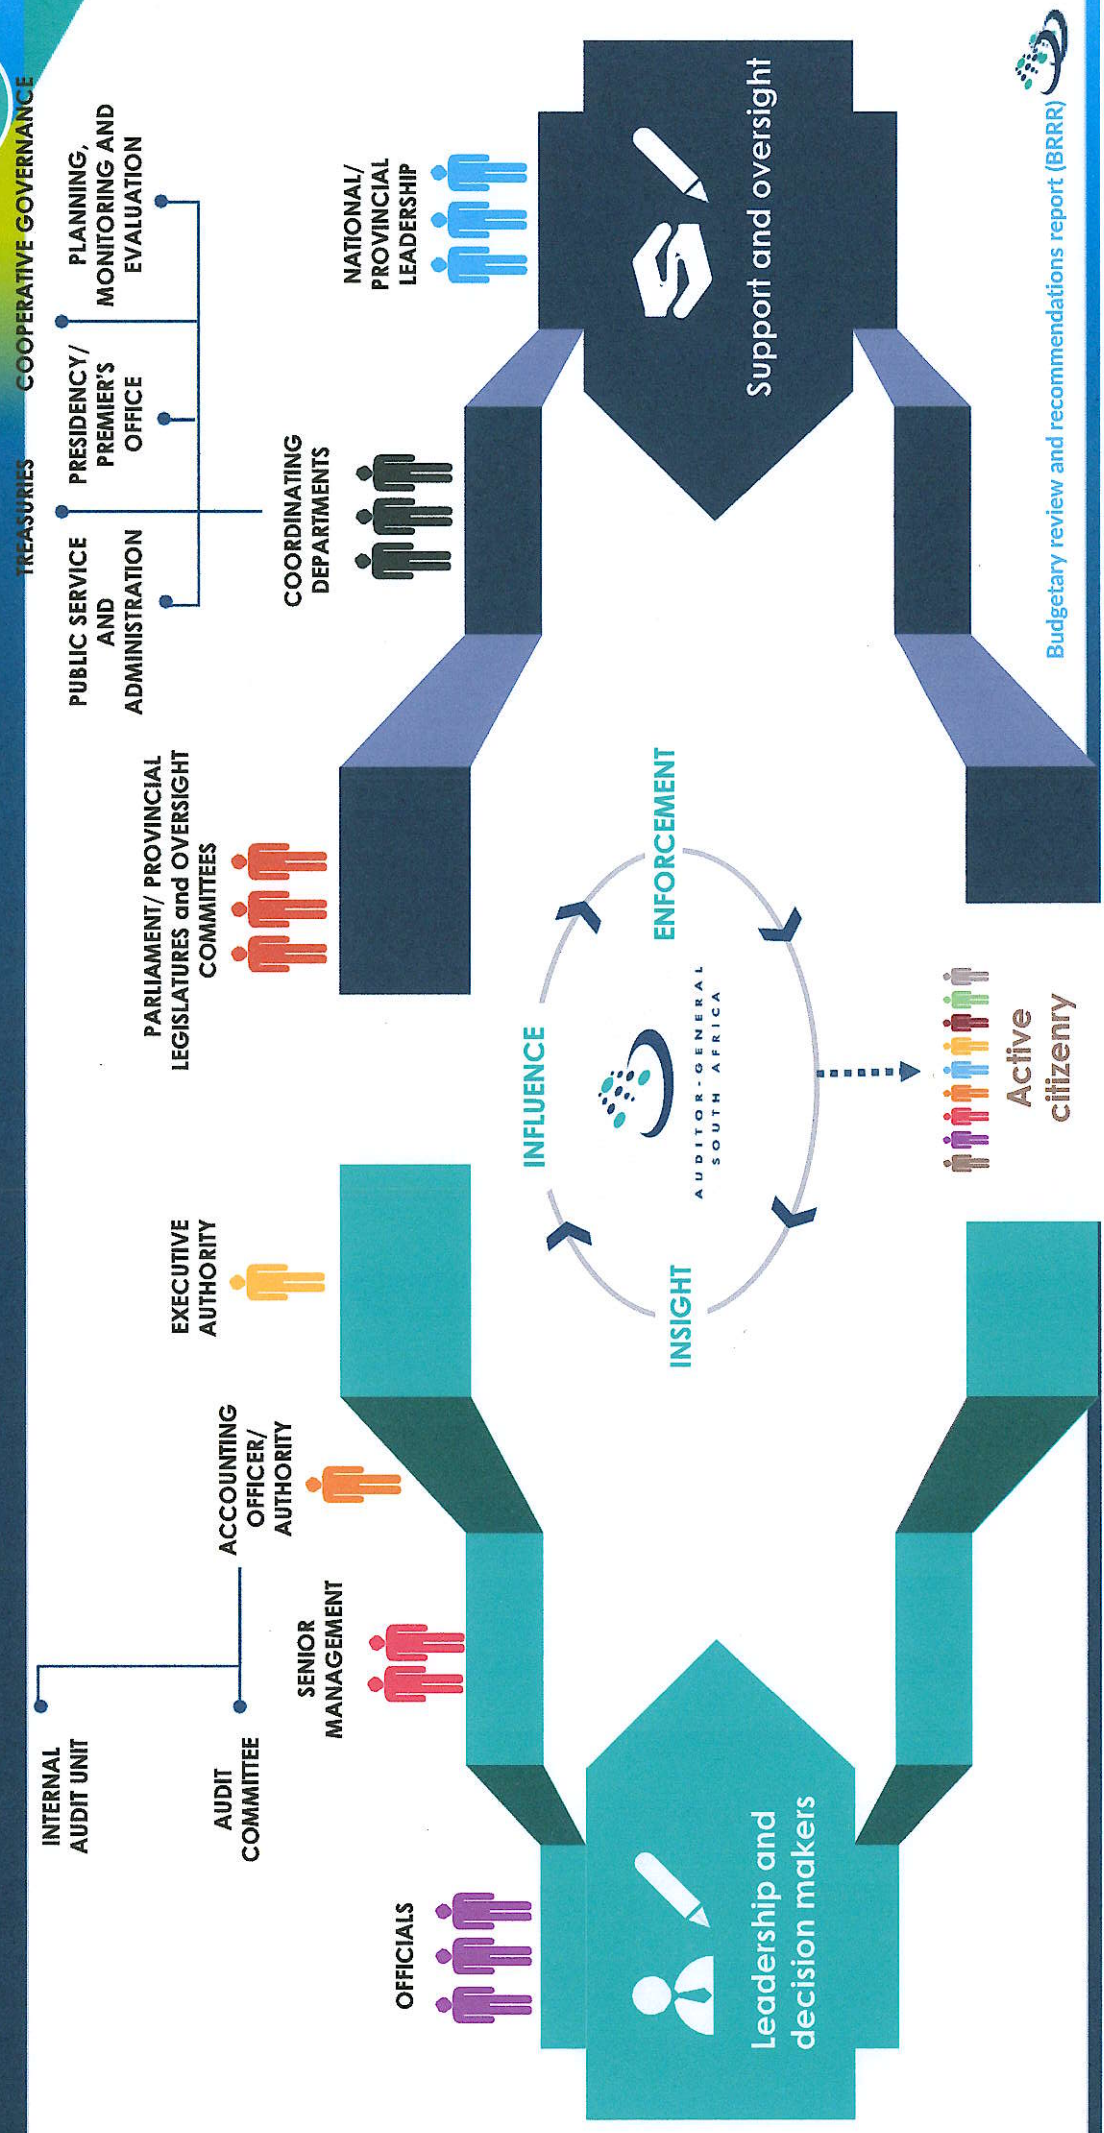 TREASURIES
COOPERATIVE GOVERNANCE
PUBLIC SERVICE
AND
ADMINISTRATION
PRESIDENCY/
PREMIER'S
OFFICE
PLANNING,
MONITORING AND
EVALUATION
INTERNAL
AUDIT UNIT
AUDIT
COMMITTEE
ACCOUNTING
OFFICER/
AUTHORITY
EXECUTIVE
AUTHORITY
PARLIAMENT/ PROVINCIAL
LEGISLATURES and OVERSIGHT
COMMITTEES
COORDINATING
DEPARTMENTS
NATIONAL/
PROVINCIAL
LEADERSHIP
SENIOR
MANAGEMENT
OFFICIALS
Leadership and
decision makers
INSIGHT
INFLUENCE
ENFORCEMENT
AUDITOR-GENERAL
SOUTH AFRICA
Support and oversight
Active
citizenry
Budgetary review and recommendations report (BRRR)